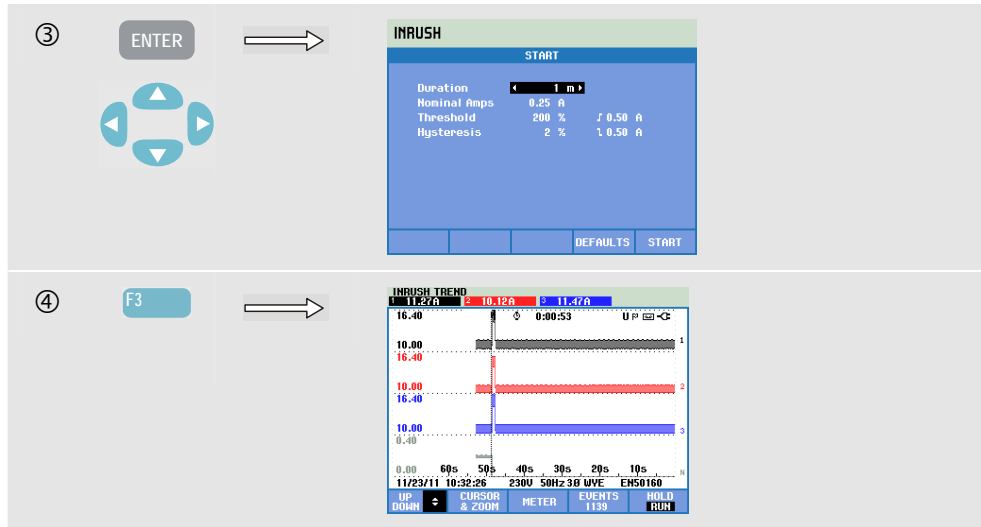 ③
ENTER
INRUSH
START
Duration 1 m
Nominal Amps 0.25 A
Threshold 200 % 0.50 A
Hysteresis 2 % 0.50 A
DEFAULTS START
④
F3
INRUSH TREND
1 11.27A 2 10.12A 3 11.47A
16.40 0:00:53 U
10.00 1
16.40
10.00 2
16.40
10.00 3
0.40
0.00 60s 50s 40s 30s 20s 10s N
11/23/11 10:32:26 230V 50Hz 3.0 WYE EN50160
UP DOWN CURSOR & ZOOM METER EVENTS 1139 HOLD RUN